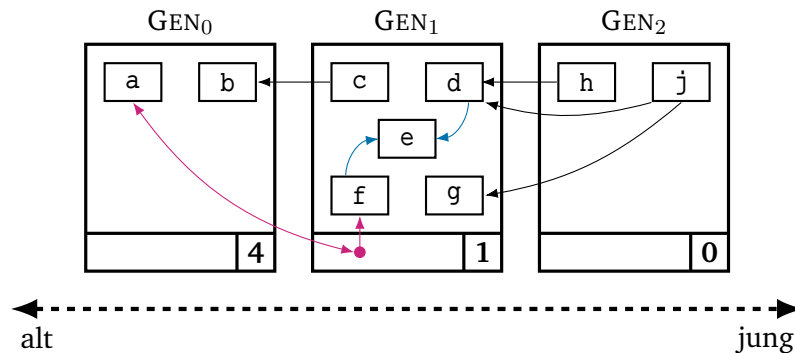 GEN₀ GEN₁ GEN₂
a b c d h j
e
f g
4 1 0
alt jung